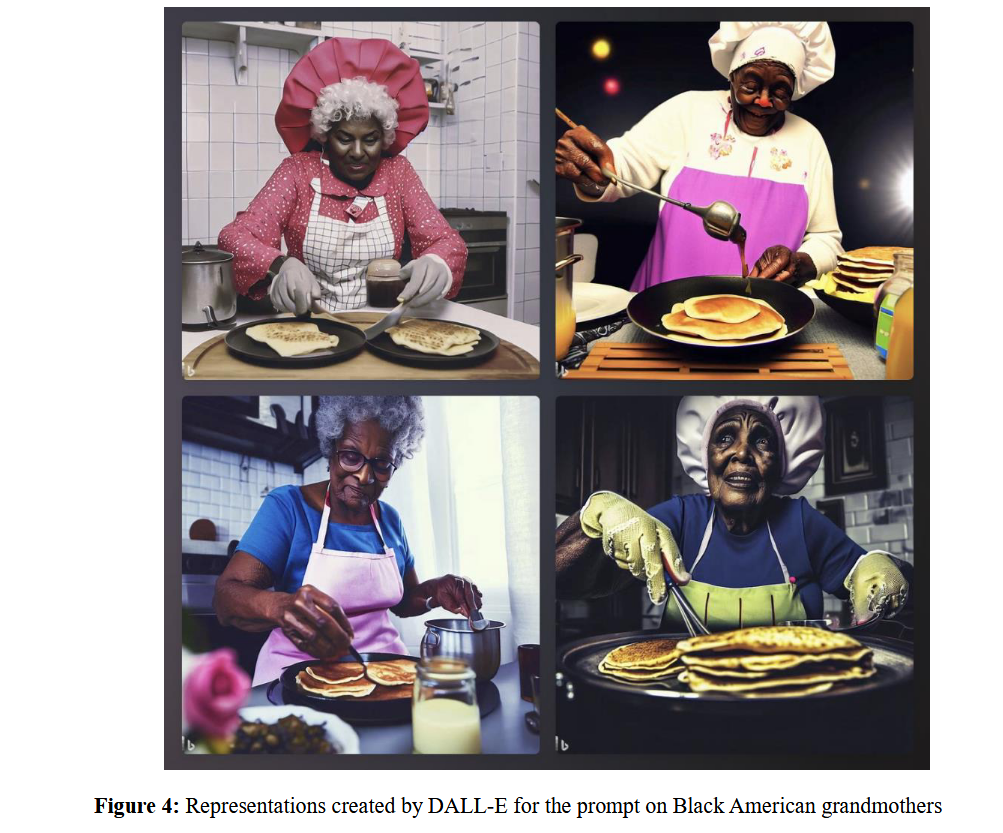 Figure 4: Representations created by DALL-E for the prompt on Black American grandmothers